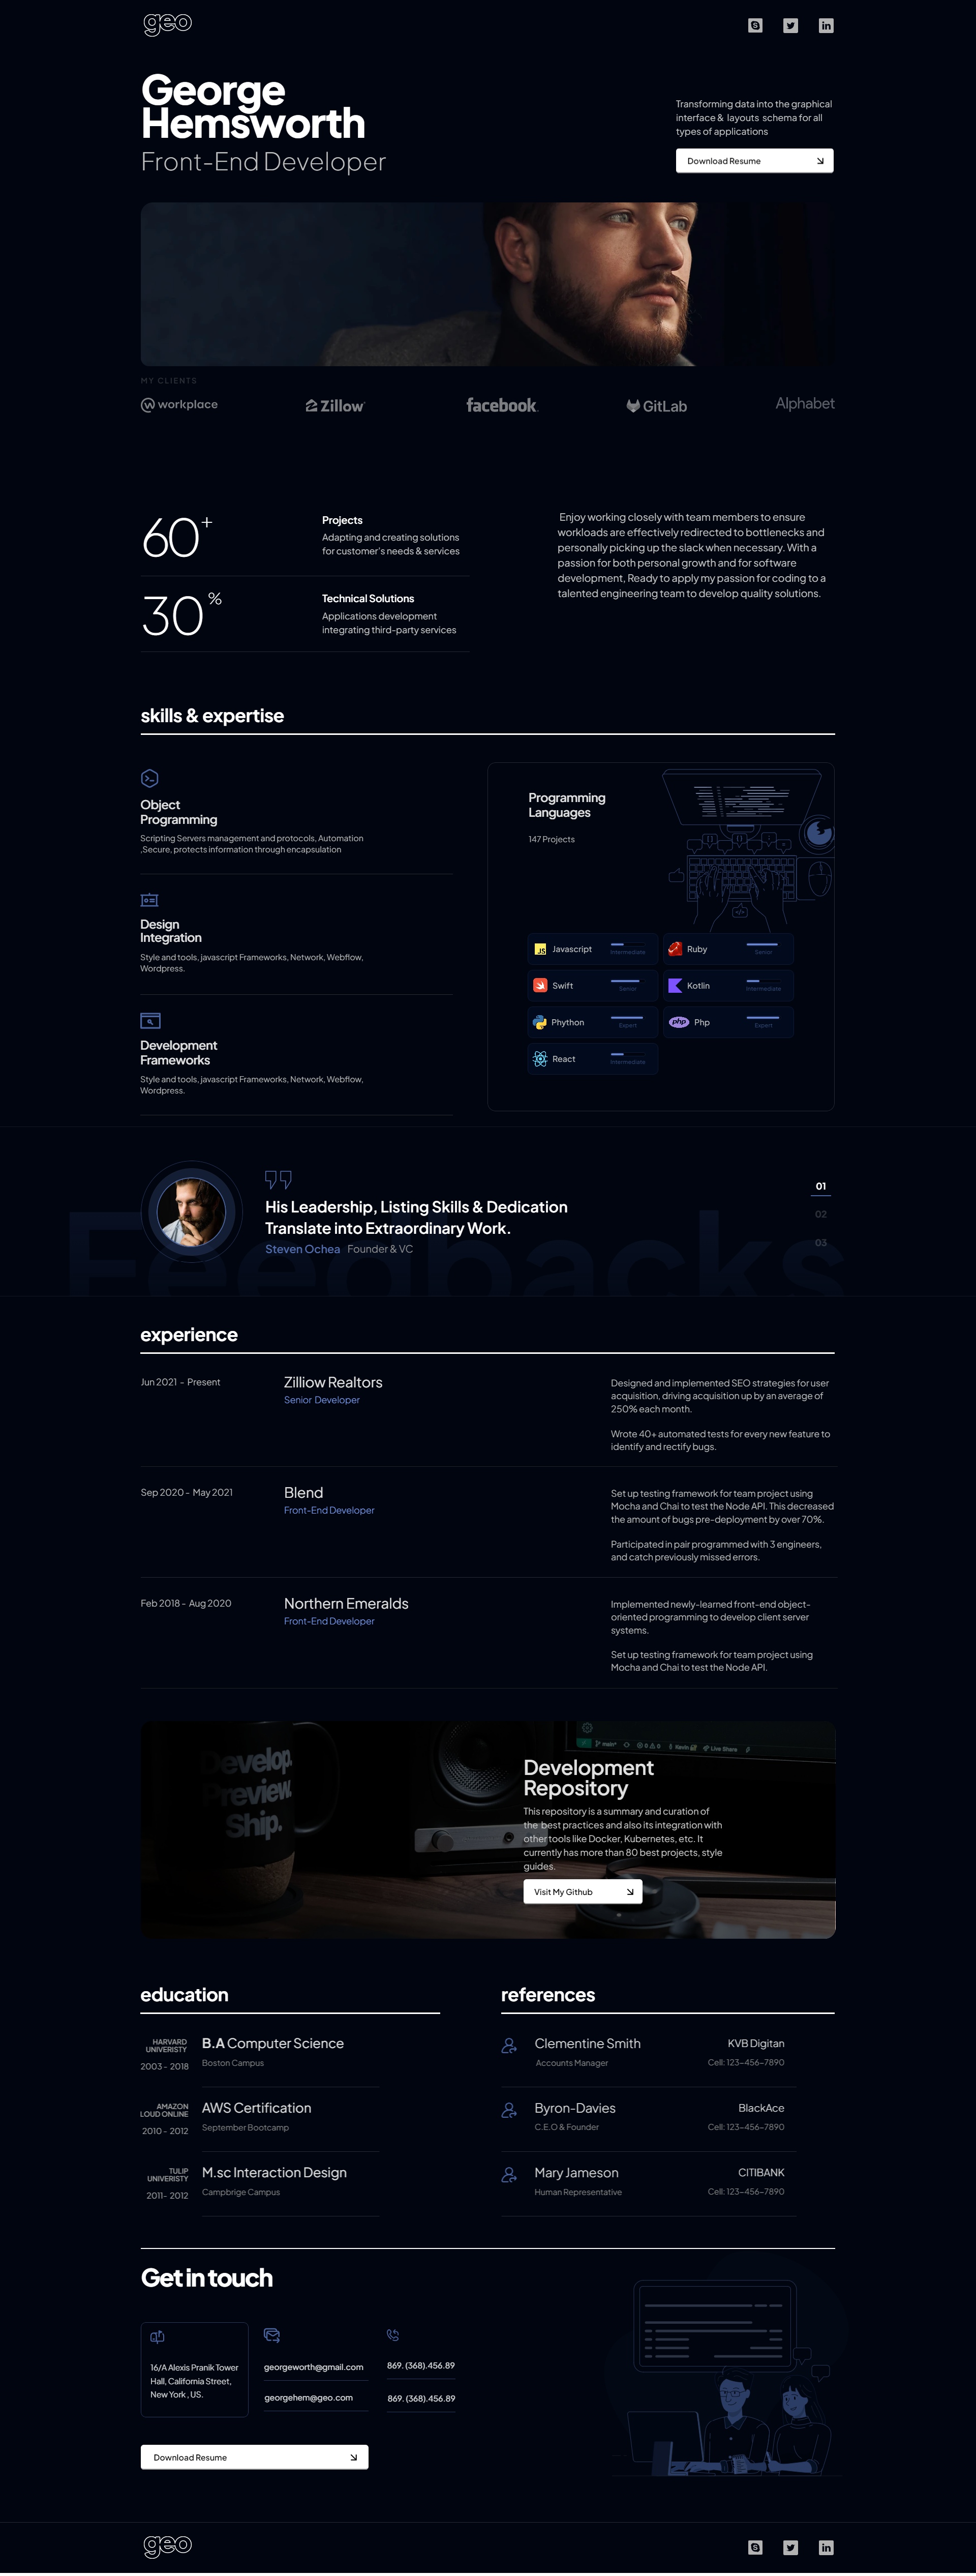 geo
George
Hemsworth
Front-End Developer
Transforming data into the graphical
interface & layouts schema for all
types of applications
Download Resume
MY CLIENTS
workplace
Zillow
facebook.
GitLab
Alphabet
60+
Projects
Adapting and creating solutions
for customer's needs & services
30%
Technical Solutions
Applications development
integrating third-party services
Enjoy working closely with team members to ensure
workloads are effectively redirected to bottlenecks and
personally picking up the slack when necessary. With a
passion for both personal growth and for software
development, Ready to apply my passion for coding to a
talented engineering team to develop quality solutions.
skills & expertise
Object
Programming
Scripting Servers management and protocols, Automation
,Secure, protects information through encapsulation
Design
Integration
Style and tools, javascript Frameworks, Network, Webflow,
Wordpress.
Development
Frameworks
Style and tools, javascript Frameworks, Network, Webflow,
Wordpress.
Programming
Languages
147 Projects
JS Javascript
Intermediate
Ruby
Senior
Swift
Senior
Kotlin
Intermediate
Phython
Expert
php Php
Expert
React
Intermediate
Feedbacks
His Leadership, Listing Skills & Dedication
Translate into Extraordinary Work.
Steven Ochea Founder & VC
01
02
03
experience
Jun 2021 - Present
Zilliow Realtors
Senior Developer
Designed and implemented SEO strategies for user
acquisition, driving acquisition up by an average of
250% each month.
Wrote 40+ automated tests for every new feature to
identify and rectify bugs.
Sep 2020 - May 2021
Blend
Front-End Developer
Set up testing framework for team project using
Mocha and Chai to test the Node API. This decreased
the amount of bugs pre-deployment by over 70%.
Participated in pair programmed with 3 engineers,
and catch previously missed errors.
Feb 2018 - Aug 2020
Northern Emeralds
Front-End Developer
Implemented newly-learned front-end object-
oriented programming to develop client server
systems.
Set up testing framework for team project using
Mocha and Chai to test the Node API.
Develop.
Preview.
Ship.
main*
0 0
Live Share
Development
Repository
This repository is a summary and curation of
the best practices and also its integration with
other tools like Docker, Kubernetes, etc. It
currently has more than 80 best projects, style
guides.
Visit My Github
education
HARVARD
UNIVERISTY
2003 - 2018
B.A Computer Science
Boston Campus
AMAZON
LOUD ONLINE
2010 - 2012
AWS Certification
September Bootcamp
TULIP
UNIVERISTY
2011- 2012
M.sc Interaction Design
Campbrige Campus
references
Clementine Smith
Accounts Manager
KVB Digitan
Cell: 123-456-7890
Byron-Davies
C.E.O & Founder
BlackAce
Cell: 123-456-7890
Mary Jameson
Human Representative
CITIBANK
Cell: 123-456-7890
Get in touch
16/A Alexis Pranik Tower
Hall, California Street,
New York , US.
georgeworth@gmail.com
georgehem@geo.com
869. (368).456.89
869. (368).456.89
Download Resume
geo